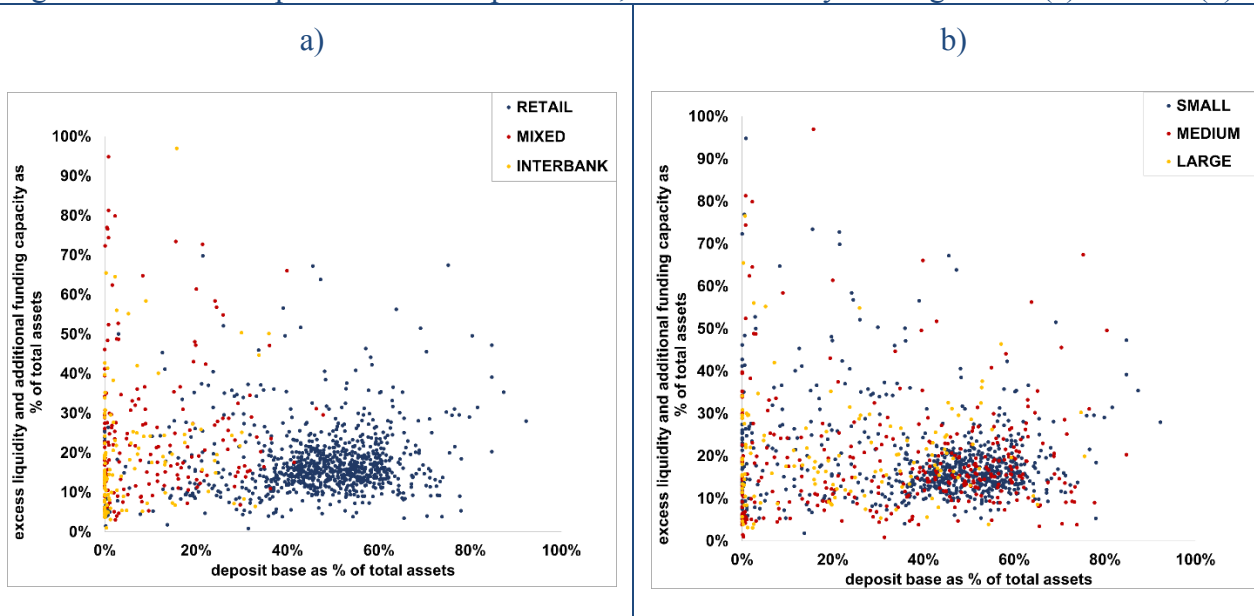 a)
b)
RETAIL
MIXED
INTERBANK
100%
90%
80%
70%
60%
50%
40%
30%
20%
10%
0%
excess liquidity and additional funding capacity as
% of total assets
0% 20% 40% 60% 80% 100%
deposit base as % of total assets
SMALL
MEDIUM
LARGE
100%
90%
80%
70%
60%
50%
40%
30%
20%
10%
0%
excess liquidity and additional funding capacity as
% of total assets
0% 20% 40% 60% 80% 100%
deposit base as % of total assets